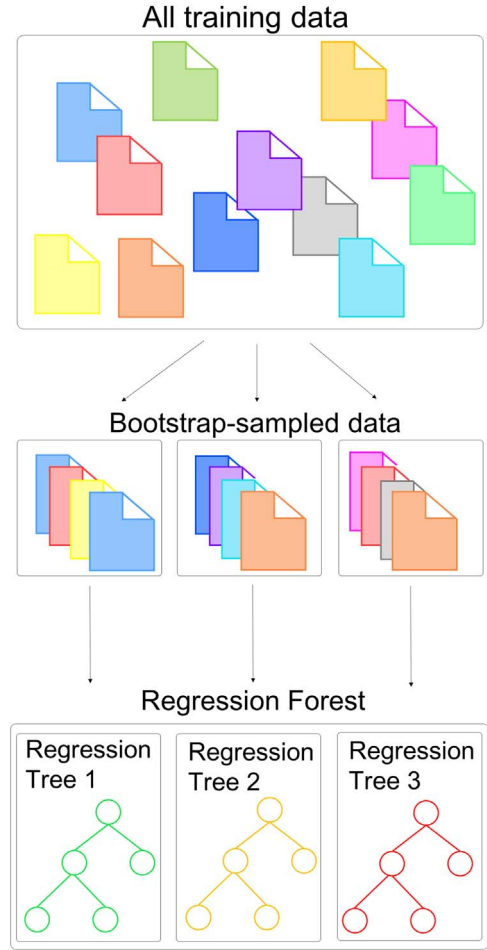 All training data
Bootstrap-sampled data
Regression Forest
Regression
Tree 1
Regression
Tree 2
Regression
Tree 3